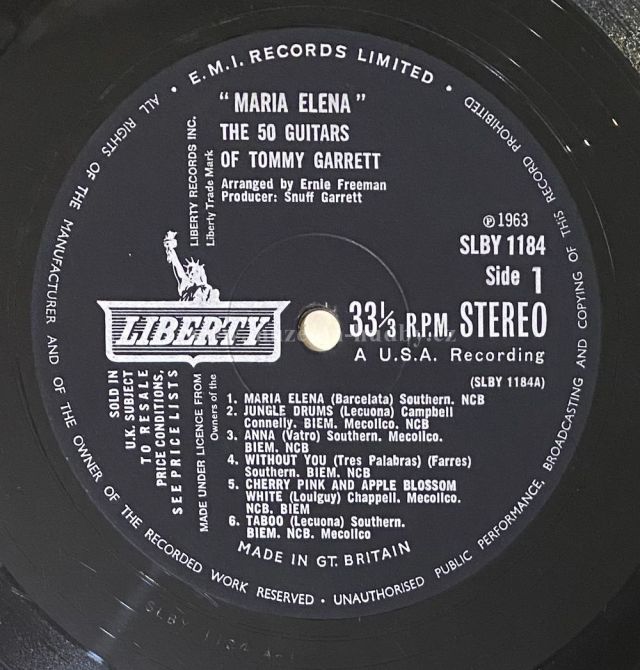 • E.M.I. RECORDS LIMITED •
ALL RIGHTS OF THE MANUFACTURER AND OF THE OWNER OF THE RECORDED WORK RESERVED • UNAUTHORISED PUBLIC PERFORMANCE, BROADCASTING AND COPYING OF THIS RECORD PROHIBITED
"MARIA ELENA"
THE 50 GUITARS
OF TOMMY GARRETT
Arranged by Ernie Freeman
Producer: Snuff Garrett
LIBERTY RECORDS INC.
Liberty Trade Mark
Ⓟ1963
SLBY 1184
Side 1
LIBERTY
33⅓ R.P.M. STEREO
A U.S.A. Recording
(SLBY 1184A)
SOLD IN
U.K. SUBJECT
TO RESALE
PRICE CONDITIONS,
SEE PRICE LISTS
MADE UNDER LICENCE FROM
Owners of the
1. MARIA ELENA (Barcelata) Southern. NCB
2. JUNGLE DRUMS (Lecuona) Campbell
Connelly. BIEM. Mecolico. NCB
3. ANNA (Vatro) Southern. Mecolico.
BIEM. NCB
4. WITHOUT YOU (Tres Palabras) (Farres)
Southern. BIEM. NCB
5. CHERRY PINK AND APPLE BLOSSOM
WHITE (Loulguy) Chappell. Mecolico.
NCB. BIEM
6. TABOO (Lecuona) Southern.
BIEM. NCB. Mecolico
MADE IN GT. BRITAIN